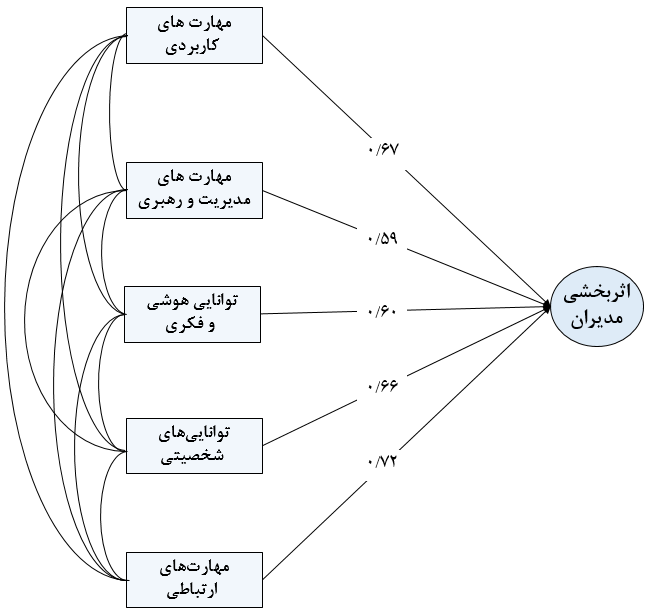 مهارت های
کاربردی
۰/۶۷
مهارت های
مدیریت و رهبری
۰/۵۹
توانایی هوشی
و فکری
۰/۶۰
اثربخشی
مدیران
توانایی‌های
شخصیتی
۰/۶۶
مهارت‌های
ارتباطی
۰/۷۲